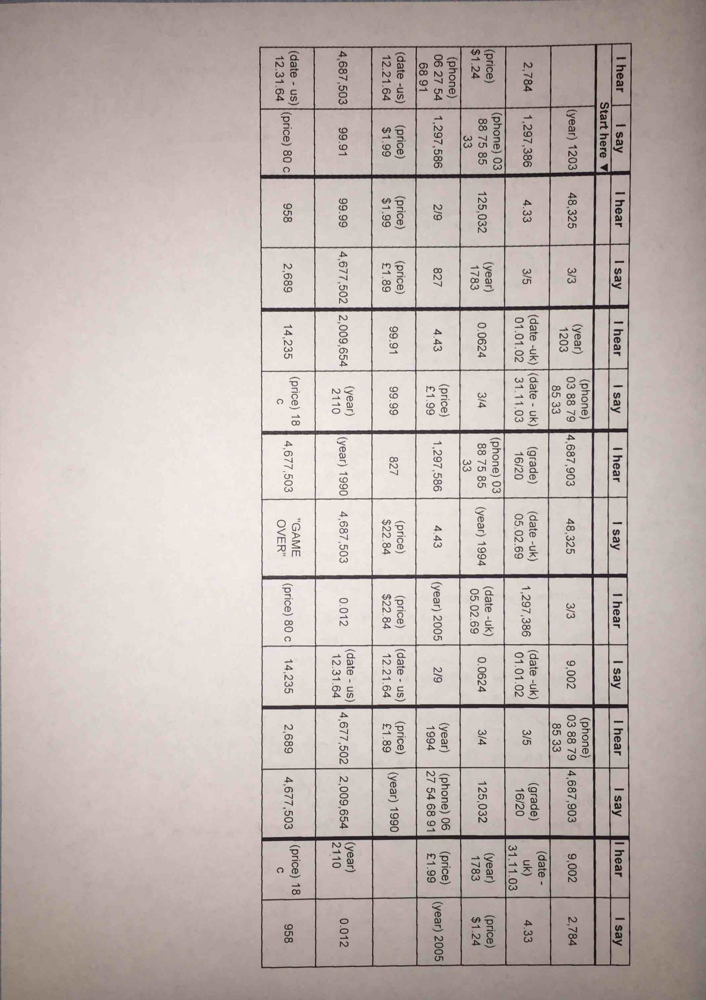 I hear I say I hear I say I hear I say I hear I say I hear I say I hear I say I hear I say
Start here ▼
(year) 1203 48,325 3/3 (year) 1203 (phone) 03 88 79 85 33 4,687,903 48,325 3/3 9,002 (phone) 03 88 79 85 33 4,687,903 9,002 2,784
2,784 1,297,386 4.33 3/5 (date -uk) 01.01.02 (date - uk) 31.11.03 (grade) 16/20 (date -uk) 05.02.69 1,297,386 (date -uk) 01.01.02 3/5 (grade) 16/20 (date - uk) 31.11.03 4.33
(price) $1.24 (phone) 03 88 75 85 33 125,032 (year) 1783 0.0624 3/4 (phone) 03 88 75 85 33 (year) 1994 (date -uk) 05.02.69 0.0624 3/4 125,032 (year) 1783 (price) $1.24
(phone) 06 27 54 68 91 1,297,586 2/9 827 4.43 (price) £1.99 1,297,586 4.43 (year) 2005 2/9 (year) 1994 (phone) 06 27 54 68 91 (price) £1.99 (year) 2005
(date -us) 12.21.64 (price) $1.99 (price) $1.99 (price) £1.89 99.91 99.99 827 (price) $22.84 (price) $22.84 (date - us) 12.21.64 (price) £1.89 (year) 1990
4,687,503 99.91 99.99 4,677,502 2,009,654 (year) 2110 (year) 1990 4,687,503 0.012 (date - us) 12.31.64 4,677,502 2,009,654 (year) 2110 0.012
(date - us) 12.31.64 (price) 80 c 958 2,689 14,235 (price) 18 c 4,677,503 "GAME OVER" (price) 80 c 14,235 2,689 4,677,503 (price) 18 c 958